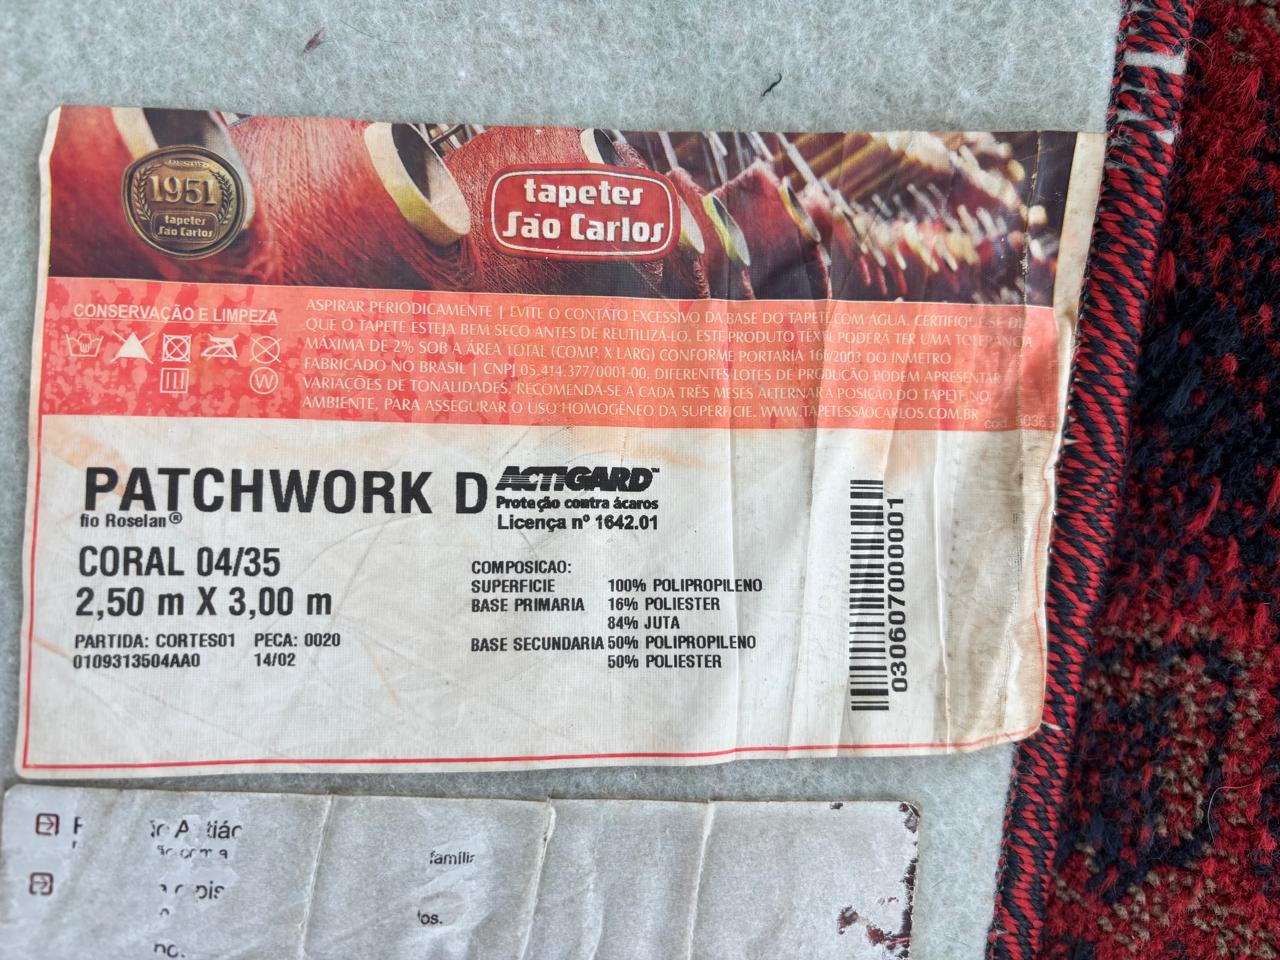 DESDE
1951
tapetes
São Carlos
tapetes
São Carlos
CONSERVAÇÃO E LIMPEZA
W
ASPIRAR PERIODICAMENTE | EVITE O CONTATO EXCESSIVO DA BASE DO TAPETE COM AGUA. CERTIFIQUE-SE DE
QUE O TAPETE ESTEJA BEM SECO ANTES DE REUTILIZÁ-LO. ESTE PRODUTO TÊXTIL PODERÁ TER UMA TOLERÂNCIA
MÁXIMA DE 2% SOB A ÁREA TOTAL (COMP. X LARG) CONFORME PORTARIA 166/2003 DO INMETRO
FABRICADO NO BRASIL | CNPJ 05.414.377/0001-00. DIFERENTES LOTES DE PRODUÇÃO PODEM APRESENTAR
VARIAÇÕES DE TONALIDADES. RECOMENDA-SE A CADA TRÊS MESES ALTERNAR A POSIÇÃO DO TAPETE NO
AMBIENTE, PARA ASSEGURAR O USO HOMOGÊNEO DA SUPERFICIE. WWW.TAPETESSAOCARLOS.COM.BR
cod.
PATCHWORK D
fio Roselan®
ACTIGARD™
Proteção contra ácaros
Licença nº 1642.01
CORAL 04/35
2,50 m X 3,00 m
PARTIDA: CORTES01 PECA: 0020
0109313504AA0 14/02
COMPOSICAO:
SUPERFICIE 100% POLIPROPILENO
BASE PRIMARIA 16% POLIESTER
84% JUTA
BASE SECUNDARIA 50% POLIPROPILENO
50% POLIESTER
0306070000001